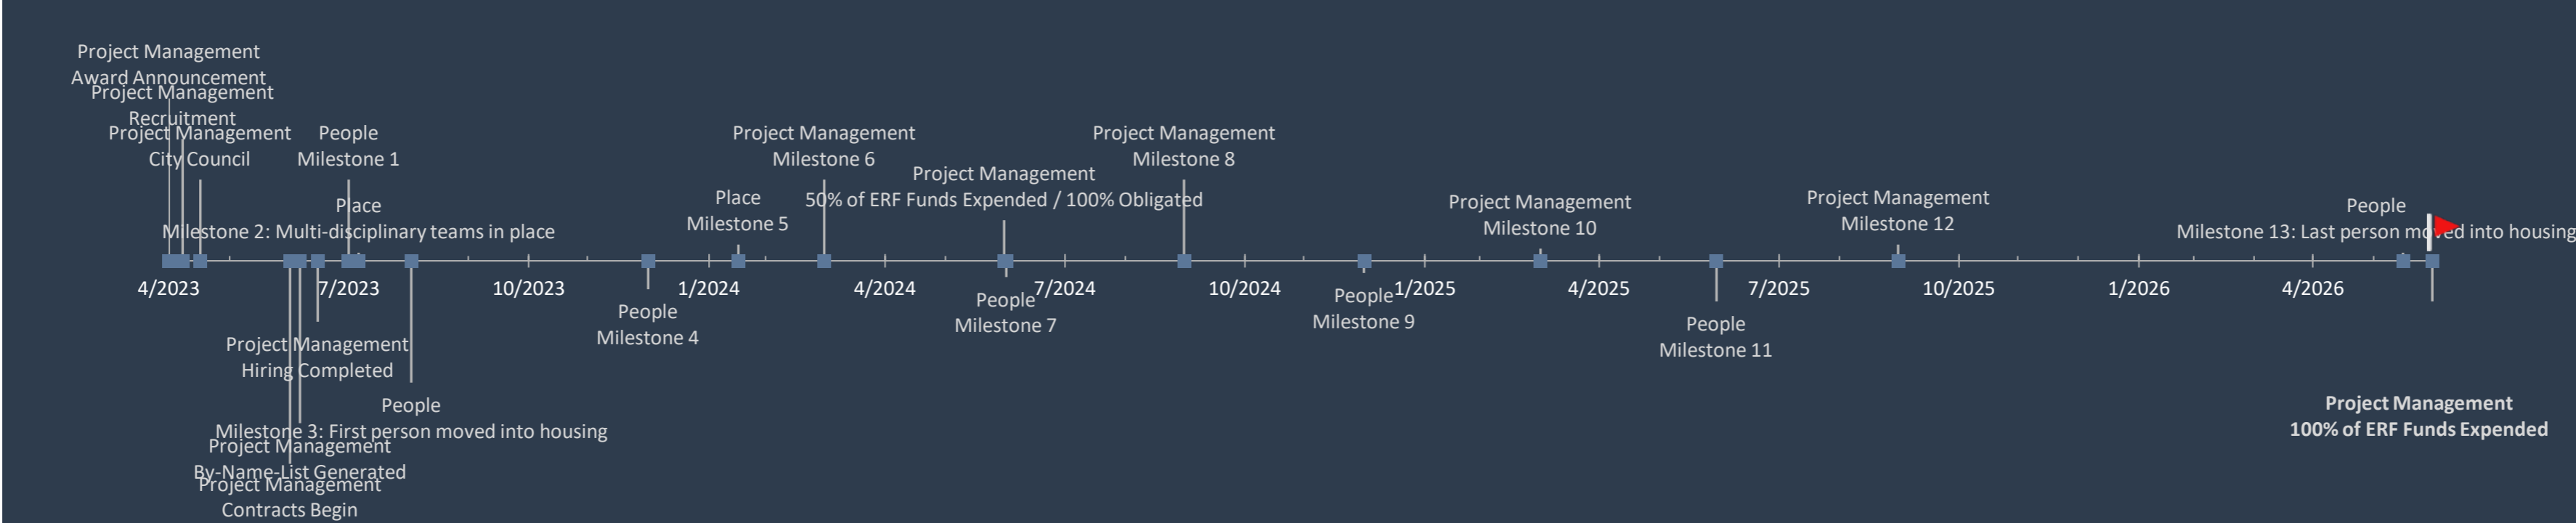 Project Management
Award Announcement
Project Management
Recruitment
Project Management
City Council
People
Milestone 1
Place
Milestone 2: Multi-disciplinary teams in place
Place
Milestone 5
Project Management
Milestone 6
Project Management
50% of ERF Funds Expended / 100% Obligated
Project Management
Milestone 8
Project Management
Milestone 10
Project Management
Milestone 12
People
Milestone 13: Last person moved into housing
4/2023
7/2023
10/2023
1/2024
4/2024
7/2024
10/2024
1/2025
4/2025
7/2025
10/2025
1/2026
4/2026
People
Milestone 4
People
Milestone 7
People
Milestone 9
People
Milestone 11
Project Management
Hiring Completed
People
Milestone 3: First person moved into housing
Project Management
By-Name-List Generated
Project Management
Contracts Begin
Project Management
100% of ERF Funds Expended